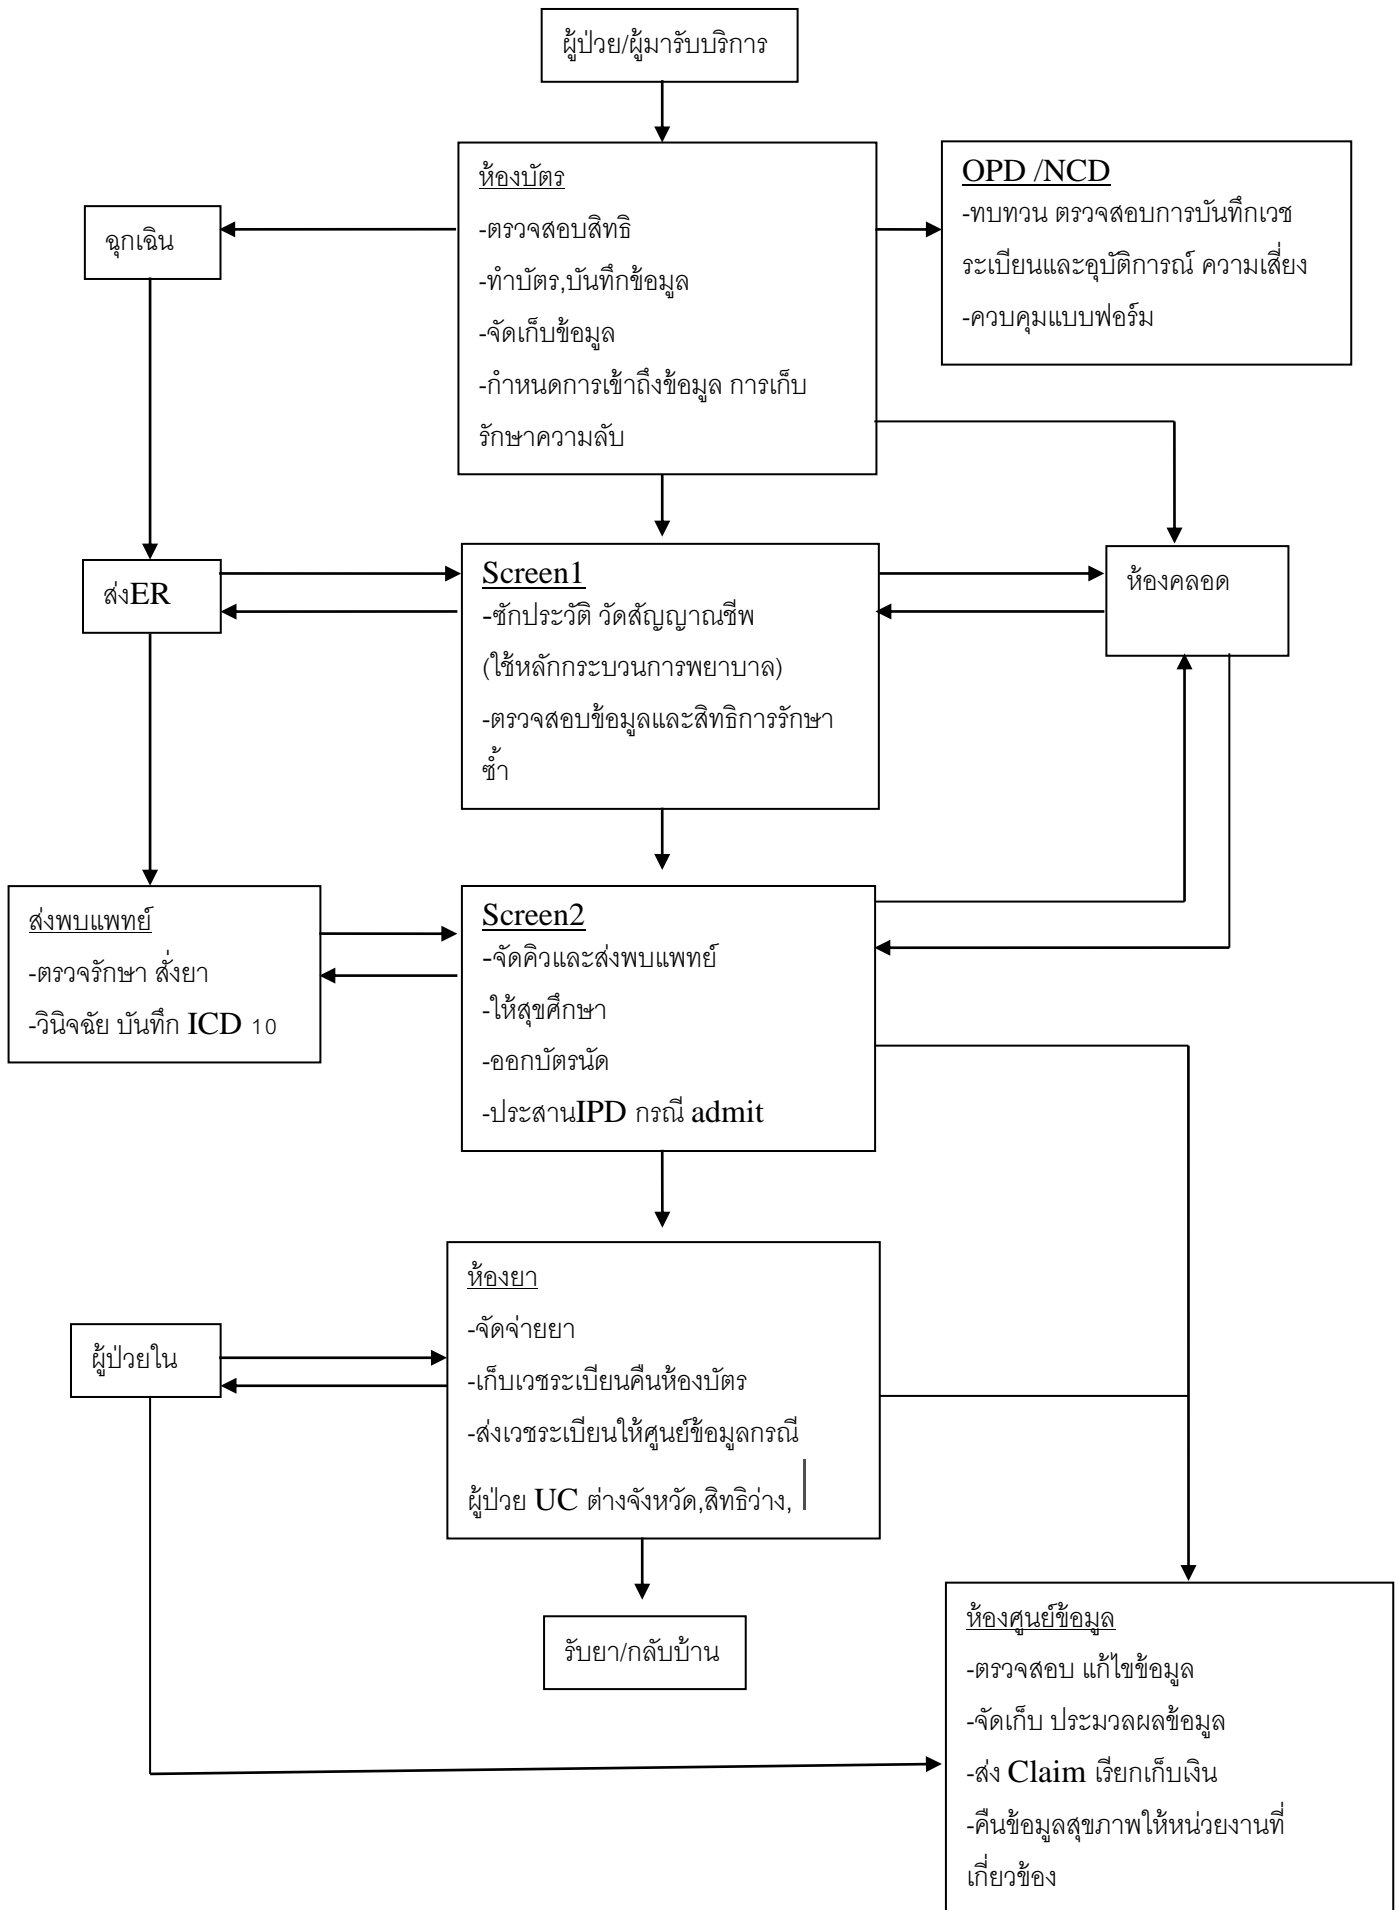 ผู้ป่วย/ผู้มารับบริการ
ห้องบัตร
-ตรวจสอบสิทธิ
-ทำบัตร,บันทึกข้อมูล
-จัดเก็บข้อมูล
-กำหนดการเข้าถึงข้อมูล การเก็บ
รักษาความลับ
OPD /NCD
-ทบทวน ตรวจสอบการบันทึกเวช
ระเบียนและอุบัติการณ์ ความเสี่ยง
-ควบคุมแบบฟอร์ม
ฉุกเฉิน
ส่งER
Screen1
-ซักประวัติ วัดสัญญาณชีพ
(ใช้หลักกระบวนการพยาบาล)
-ตรวจสอบข้อมูลและสิทธิการรักษา
ซ้ำ
ห้องคลอด
ส่งพบแพทย์
-ตรวจรักษา สั่งยา
-วินิจฉัย บันทึก ICD 10
Screen2
-จัดคิวและส่งพบแพทย์
-ให้สุขศึกษา
-ออกบัตรนัด
-ประสานIPD กรณี admit
ห้องยา
-จัดจ่ายยา
-เก็บเวชระเบียนคืนห้องบัตร
-ส่งเวชระเบียนให้ศูนย์ข้อมูลกรณี
ผู้ป่วย UC ต่างจังหวัด,สิทธิว่าง,
ผู้ป่วยใน
รับยา/กลับบ้าน
ห้องศูนย์ข้อมูล
-ตรวจสอบ แก้ไขข้อมูล
-จัดเก็บ ประมวลผลข้อมูล
-ส่ง Claim เรียกเก็บเงิน
-คืนข้อมูลสุขภาพให้หน่วยงานที่
เกี่ยวข้อง